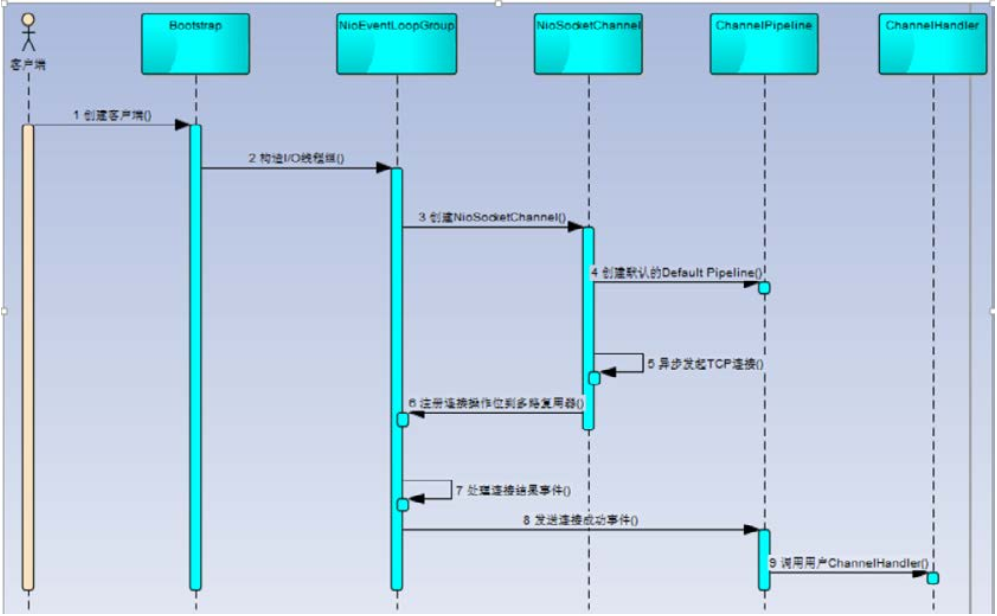 Bootstrap
NioEventLoopGroup
NioSocketChannel
ChannelPipeline
ChannelHandler
客户端
1 创建客户端()
2 构造I/O线程组()
3 创建NioSocketChannel()
4 创建默认的Default Pipeline()
5 异步发起TCP连接()
6 注册连接操作位到多路复用器()
7 处理连接结果事件()
8 发送连接成功事件()
9 调用用户ChannelHandler()